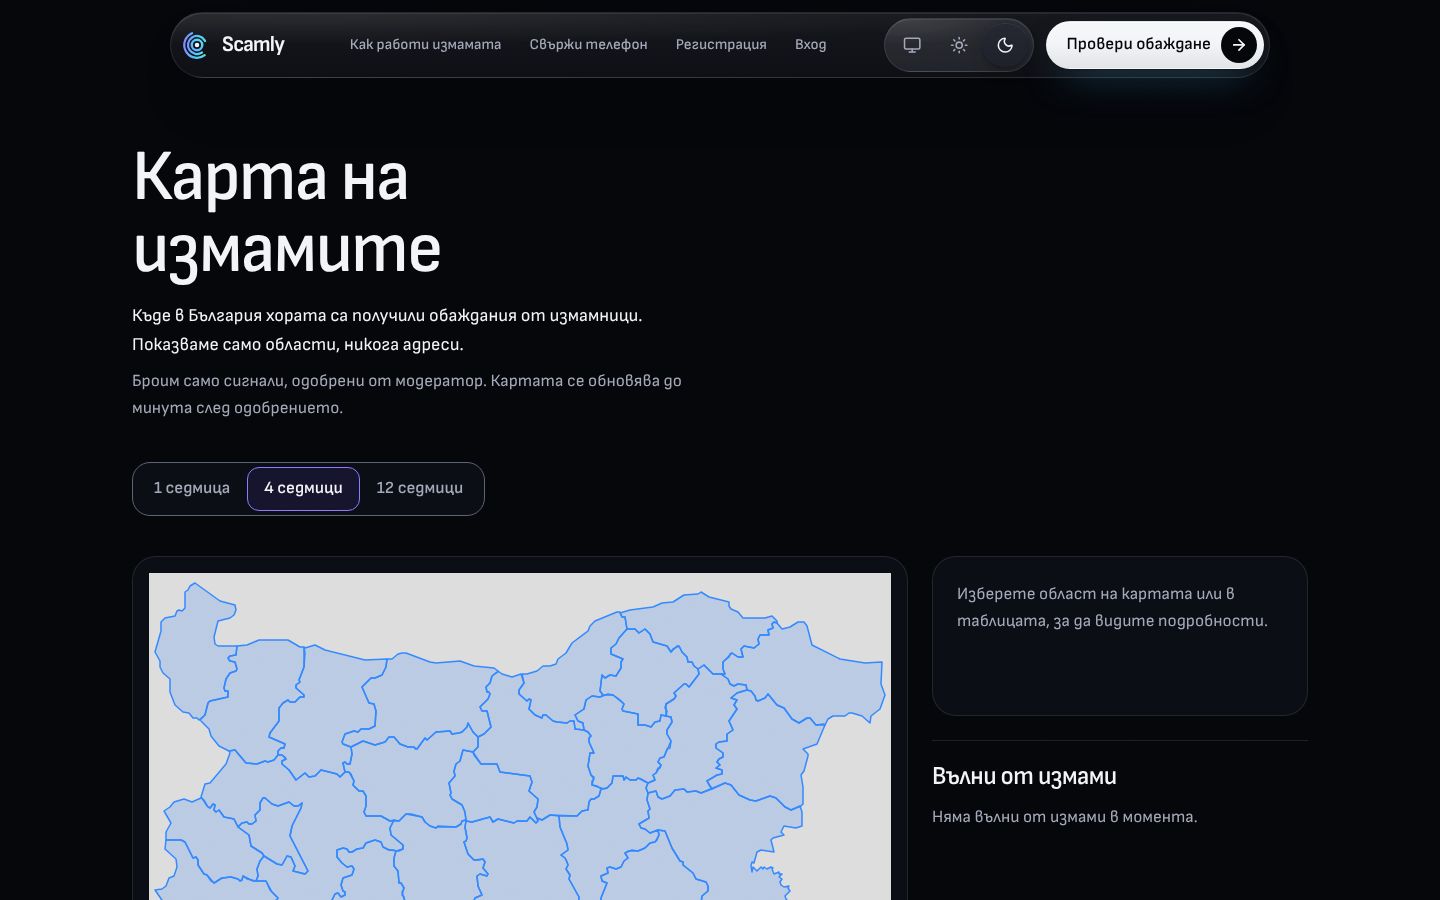 Scamly
Как работи измамата
Свържи телефон
Регистрация
Вход
Провери обаждане
Карта на
измамите
Къде в България хората са получили обаждания от измамници.
Показваме само области, никога адреси.
Броим само сигнали, одобрени от модератор. Картата се обновява до
минута след одобрението.
1 седмица
4 седмици
12 седмици
Изберете област на картата или в
таблицата, за да видите подробности.
Вълни от измами
Няма вълни от измами в момента.